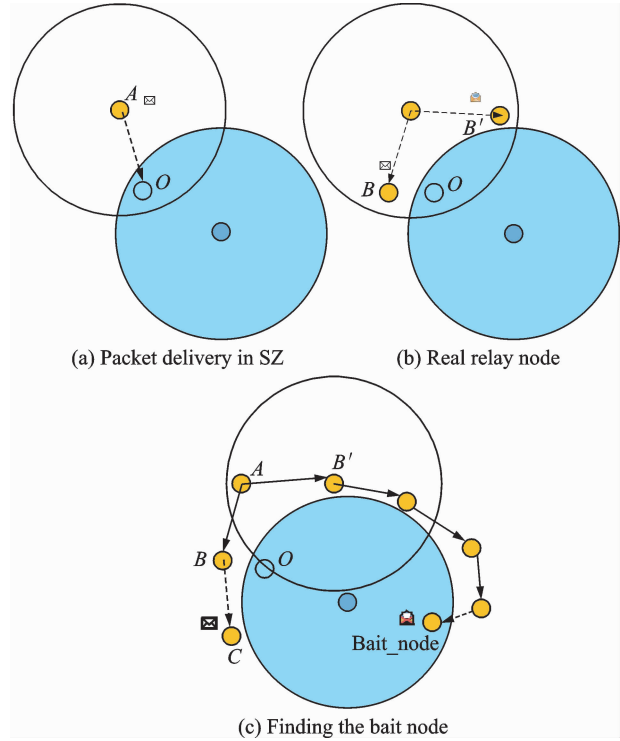 A
O
(a) Packet delivery in SZ
B′
B
O
(b) Real relay node
A
B′
B
O
C
Bait_node
(c) Finding the bait node